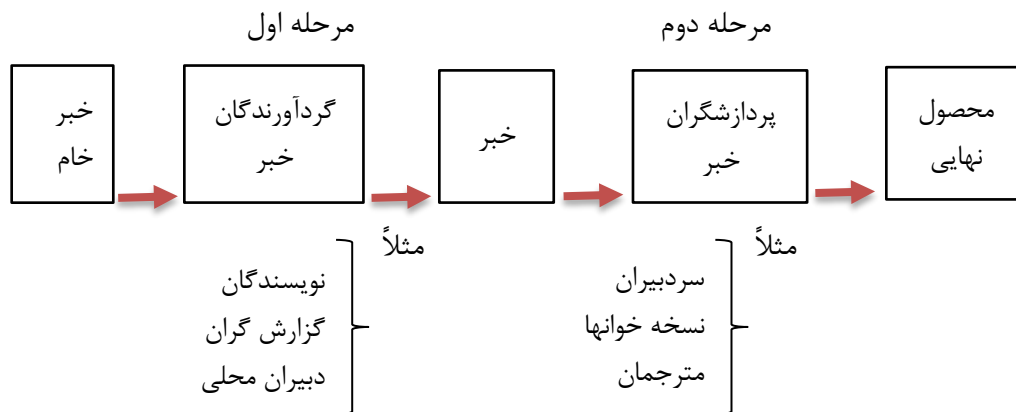 مرحله اول
مرحله دوم
خبر
خام
گردآورندگان
خبر
خبر
پردازشگران
خبر
محصول
نهایی
مثلاً
نویسندگان
گزارش گران
دبیران محلی
مثلاً
سردبیران
نسخه خوانها
مترجمان